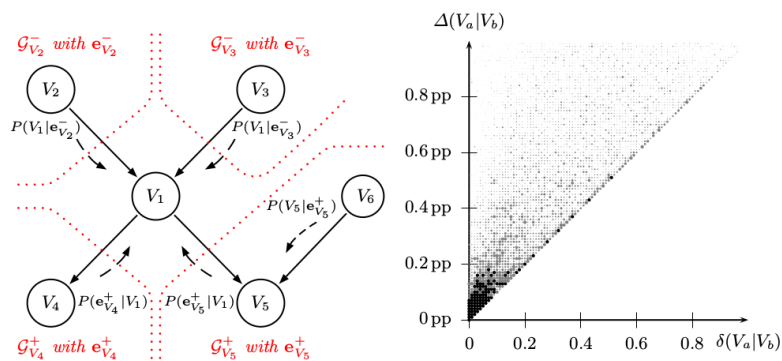 𝒢⁻_{V₂} with e⁻_{V₂}
𝒢⁻_{V₃} with e⁻_{V₃}
V₂
V₃
P(V₁|e⁻_{V₂})
P(V₁|e⁻_{V₃})
V₁
V₆
P(V₅|e⁺_{V₅})
V₄
P(e⁺_{V₄}|V₁)
P(e⁺_{V₅}|V₁)
V₅
𝒢⁺_{V₄} with e⁺_{V₄}
𝒢⁺_{V₅} with e⁺_{V₅}
Δ(V_a|V_b)
0.8 pp
0.6 pp
0.4 pp
0.2 pp
0 pp
0 0.2 0.4 0.6 0.8 δ(V_a|V_b)